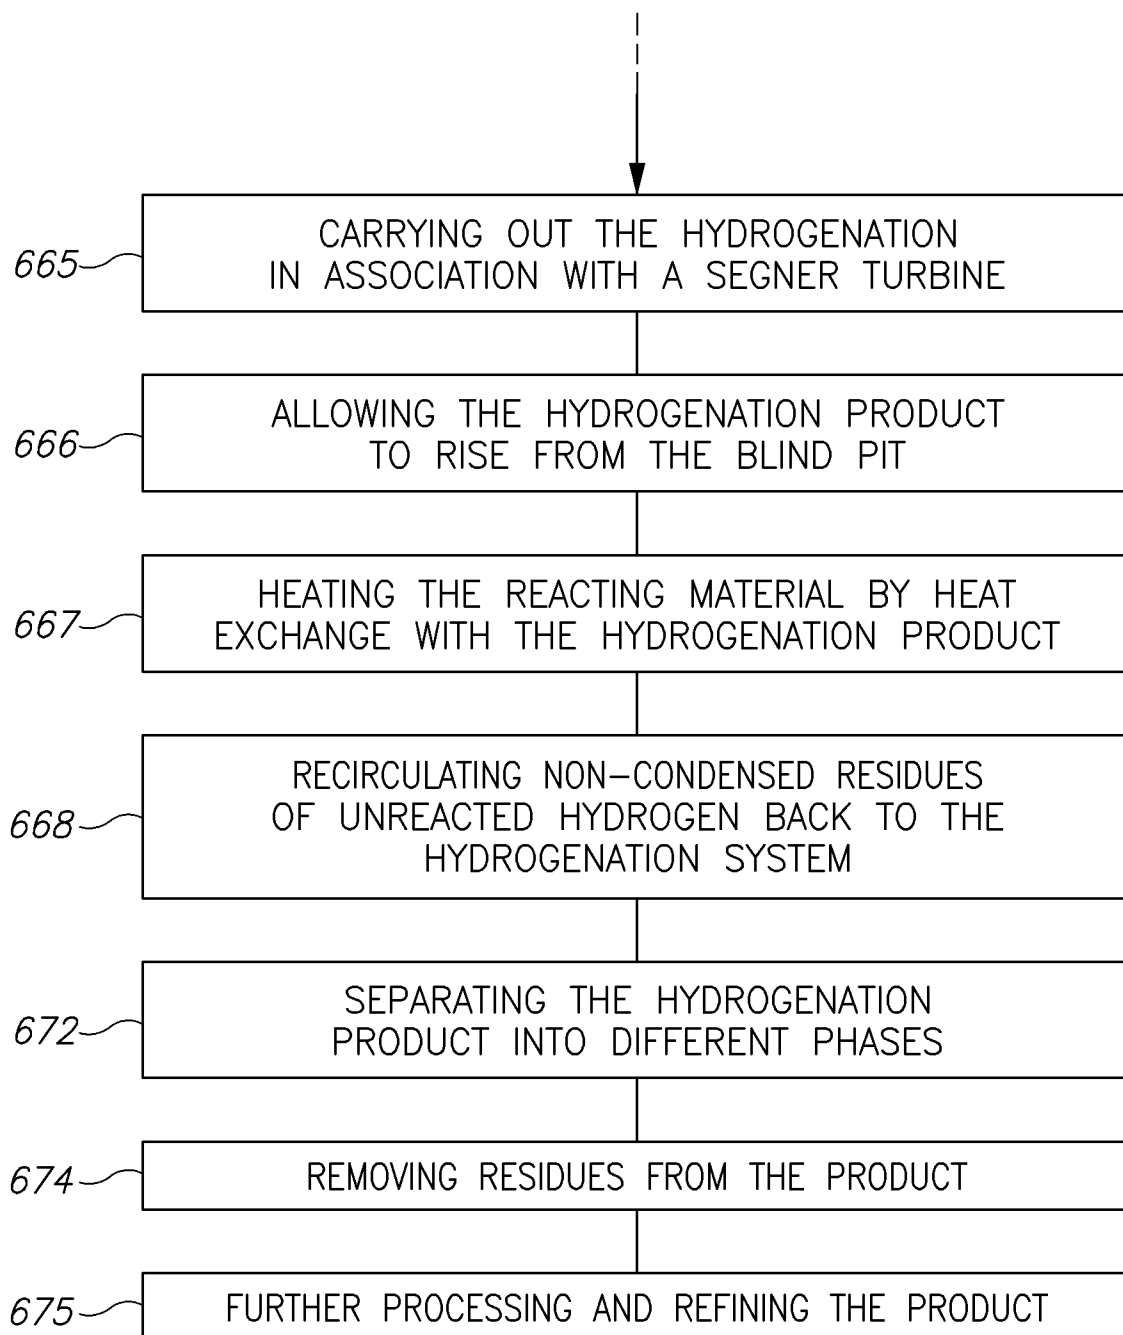 665
CARRYING OUT THE HYDROGENATION
IN ASSOCIATION WITH A SEGNER TURBINE
666
ALLOWING THE HYDROGENATION PRODUCT
TO RISE FROM THE BLIND PIT
667
HEATING THE REACTING MATERIAL BY HEAT
EXCHANGE WITH THE HYDROGENATION PRODUCT
668
RECIRCULATING NON-CONDENSED RESIDUES
OF UNREACTED HYDROGEN BACK TO THE
HYDROGENATION SYSTEM
672
SEPARATING THE HYDROGENATION
PRODUCT INTO DIFFERENT PHASES
674
REMOVING RESIDUES FROM THE PRODUCT
675
FURTHER PROCESSING AND REFINING THE PRODUCT